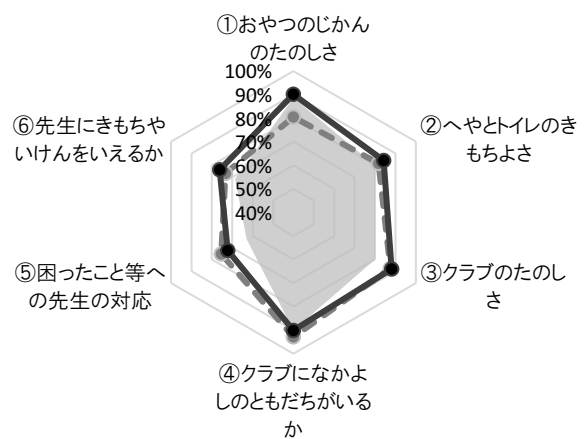 ①おやつのじかん
のたのしさ
100%
90%
80%
70%
60%
50%
40%
②へやとトイレのき
もちよさ
③クラブのたのし
さ
④クラブになかよ
しのともだちがいる
か
⑤困ったこと等へ
の先生の対応
⑥先生にきもちや
いけんをいえるか